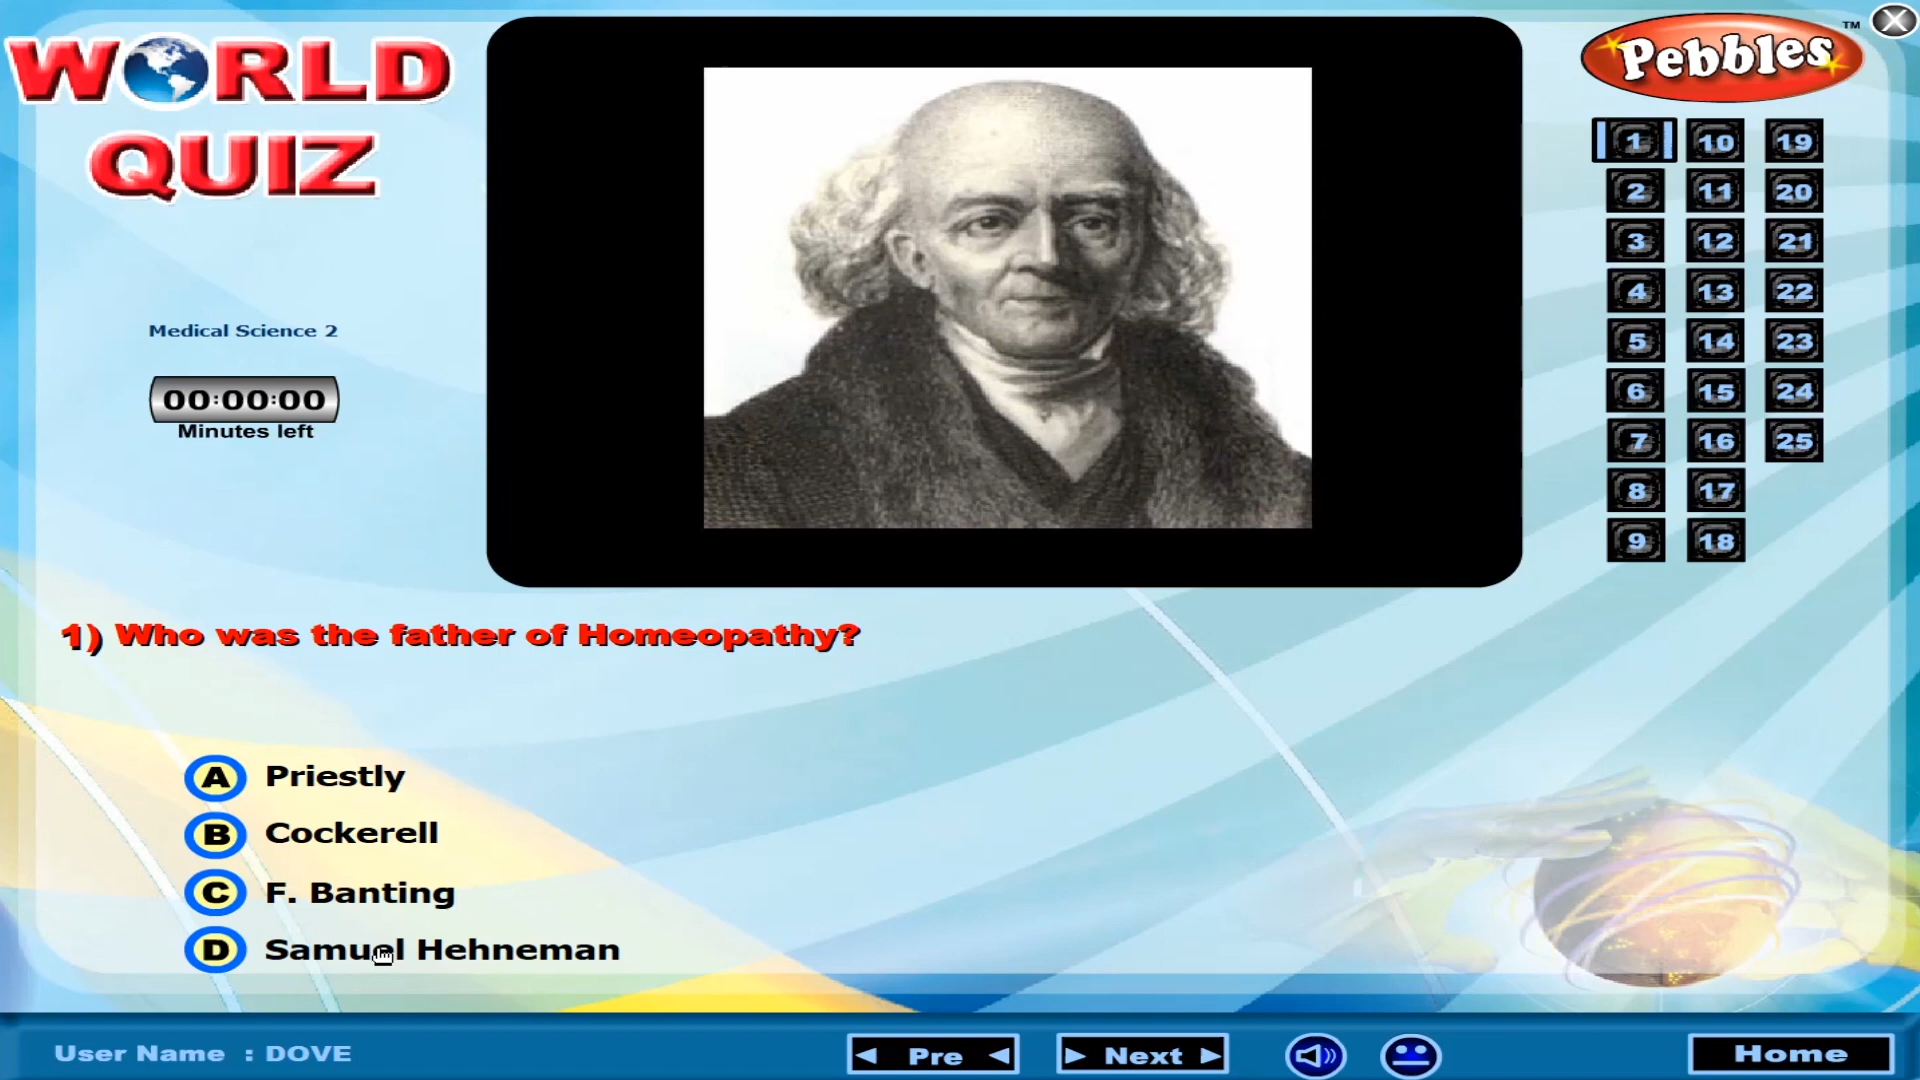 WORLD
QUIZ
Pebbles™
1 10 19
2 11 20
3 12 21
4 13 22
5 14 23
6 15 24
7 16 25
8 17
9 18
Medical Science 2
00:00:00
Minutes left
1) Who was the father of Homeopathy?
A Priestly
B Cockerell
C F. Banting
D Samuel Hehneman
User Name : DOVE
Pre
Next
Home